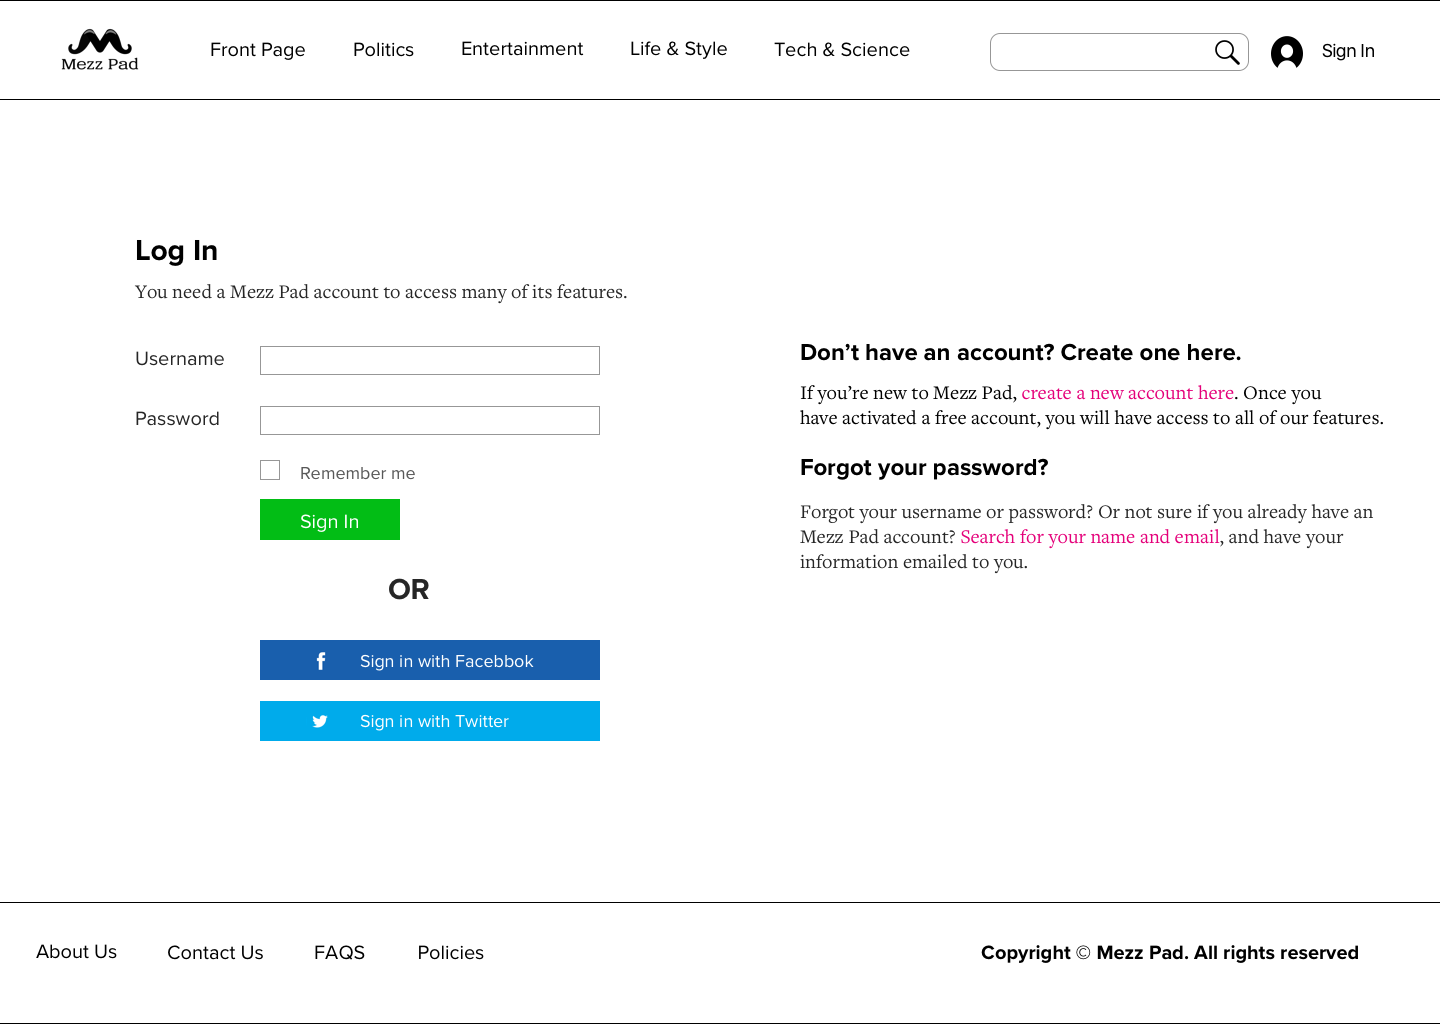 Mezz Pad
Front Page
Politics
Entertainment
Life & Style
Tech & Science
Sign In
Log In
You need a Mezz Pad account to access many of its features.
Username
Password
Remember me
Sign In
OR
Sign in with Facebbok
Sign in with Twitter
Don’t have an account? Create one here.
If you’re new to Mezz Pad, create a new account here. Once you
have activated a free account, you will have access to all of our features.
Forgot your password?
Forgot your username or password? Or not sure if you already have an
Mezz Pad account? Search for your name and email, and have your
information emailed to you.
About Us
Contact Us
FAQS
Policies
Copyright © Mezz Pad. All rights reserved